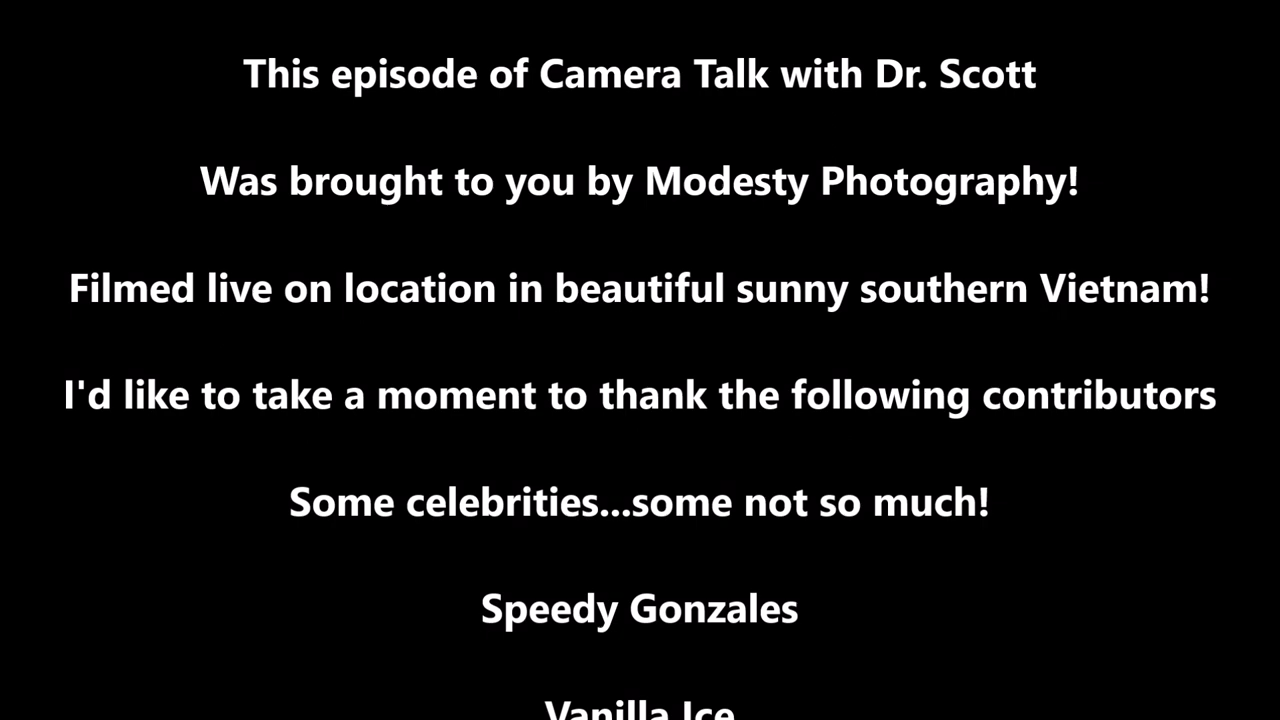 This episode of Camera Talk with Dr. Scott
Was brought to you by Modesty Photography!
Filmed live on location in beautiful sunny southern Vietnam!
I'd like to take a moment to thank the following contributors
Some celebrities...some not so much!
Speedy Gonzales
Vanilla Ice